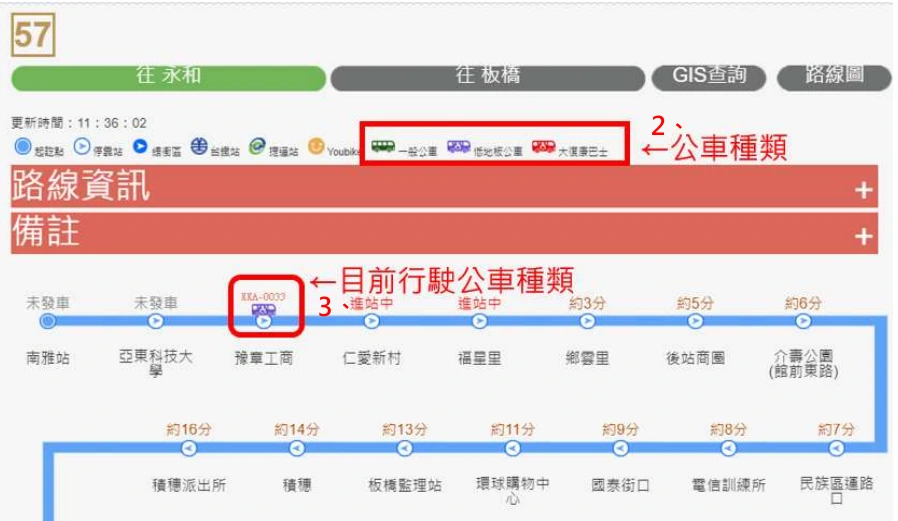 57
往 永和 往 板橋 GIS查詢 路線圖
更新時間：11：36：02
2、
起訖點 停靠站 緩衝區 台鐵站 捷運站 Youbike 一般公車 低地板公車 大復康巴士 ←公車種類
路線資訊 +
備註 +
←目前行駛公車種類
3、
未發車 未發車 KKA-0033 進站中 進站中 約3分 約5分 約6分
南雅站 亞東科技大學 豫章工商 仁愛新村 福星里 鄉雲里 後站商圈 介壽公園(館前東路)
約16分 約14分 約13分 約11分 約9分 約8分 約7分
積穗派出所 積穗 板橋監理站 環球購物中心 國泰街口 電信訓練所 民族區運路口